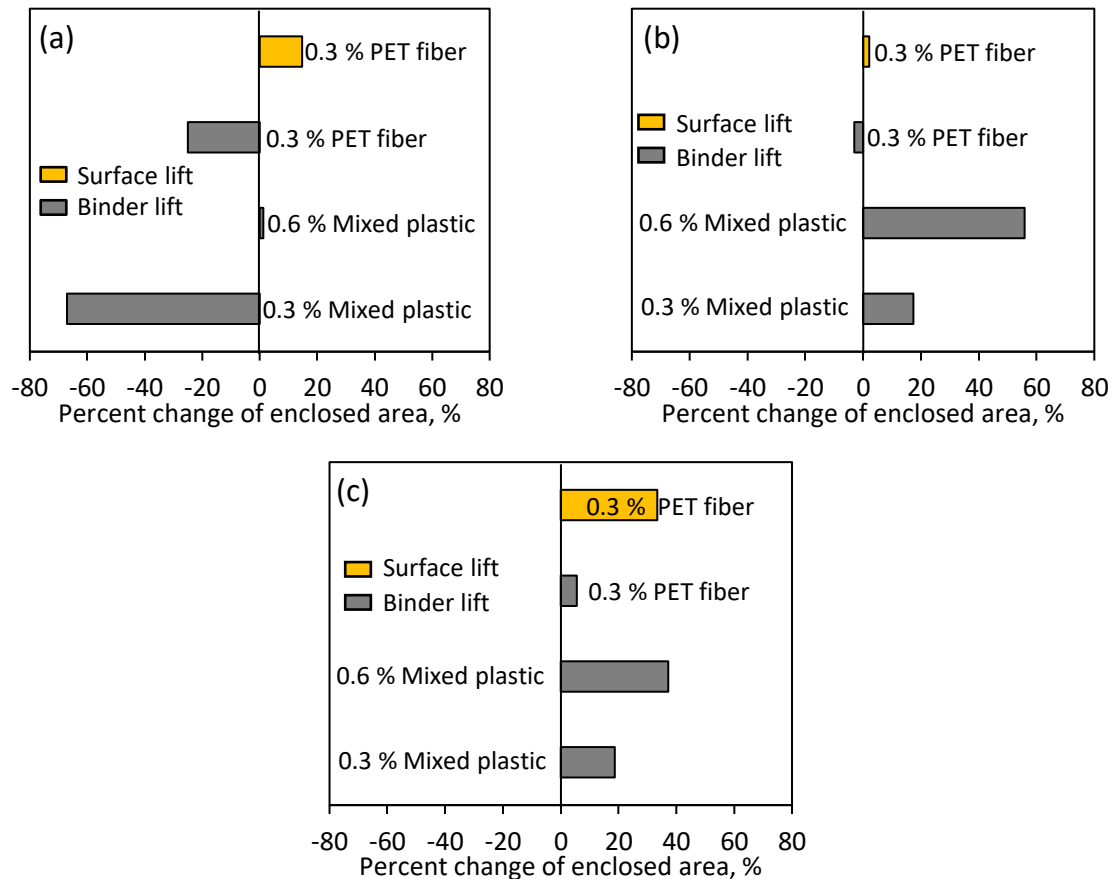 (a)
0.3 % PET fiber
0.3 % PET fiber
Surface lift
Binder lift
0.6 % Mixed plastic
0.3 % Mixed plastic
-80 -60 -40 -20 0 20 40 60 80
Percent change of enclosed area, %
(b)
0.3 % PET fiber
Surface lift
0.3 % PET fiber
Binder lift
0.6 % Mixed plastic
0.3 % Mixed plastic
-80 -60 -40 -20 0 20 40 60 80
Percent change of enclosed area, %
(c)
0.3 % PET fiber
Surface lift
0.3 % PET fiber
Binder lift
0.6 % Mixed plastic
0.3 % Mixed plastic
-80 -60 -40 -20 0 20 40 60 80
Percent change of enclosed area, %